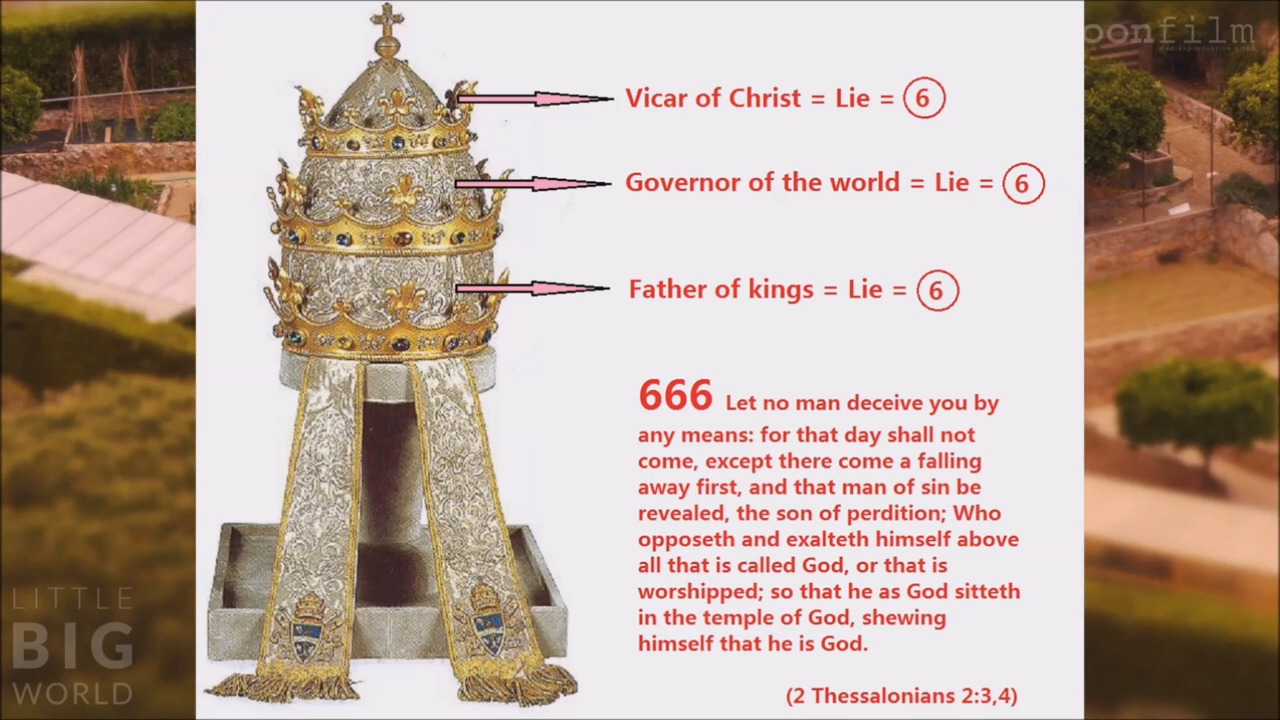 oonfilm
Vicar of Christ = Lie = 6
Governor of the world = Lie = 6
Father of kings = Lie = 6
666 Let no man deceive you by
any means: for that day shall not
come, except there come a falling
away first, and that man of sin be
revealed, the son of perdition; Who
opposeth and exalteth himself above
all that is called God, or that is
worshipped; so that he as God sitteth
in the temple of God, shewing
himself that he is God.
(2 Thessalonians 2:3,4)
LITTLE
BIG
WORLD